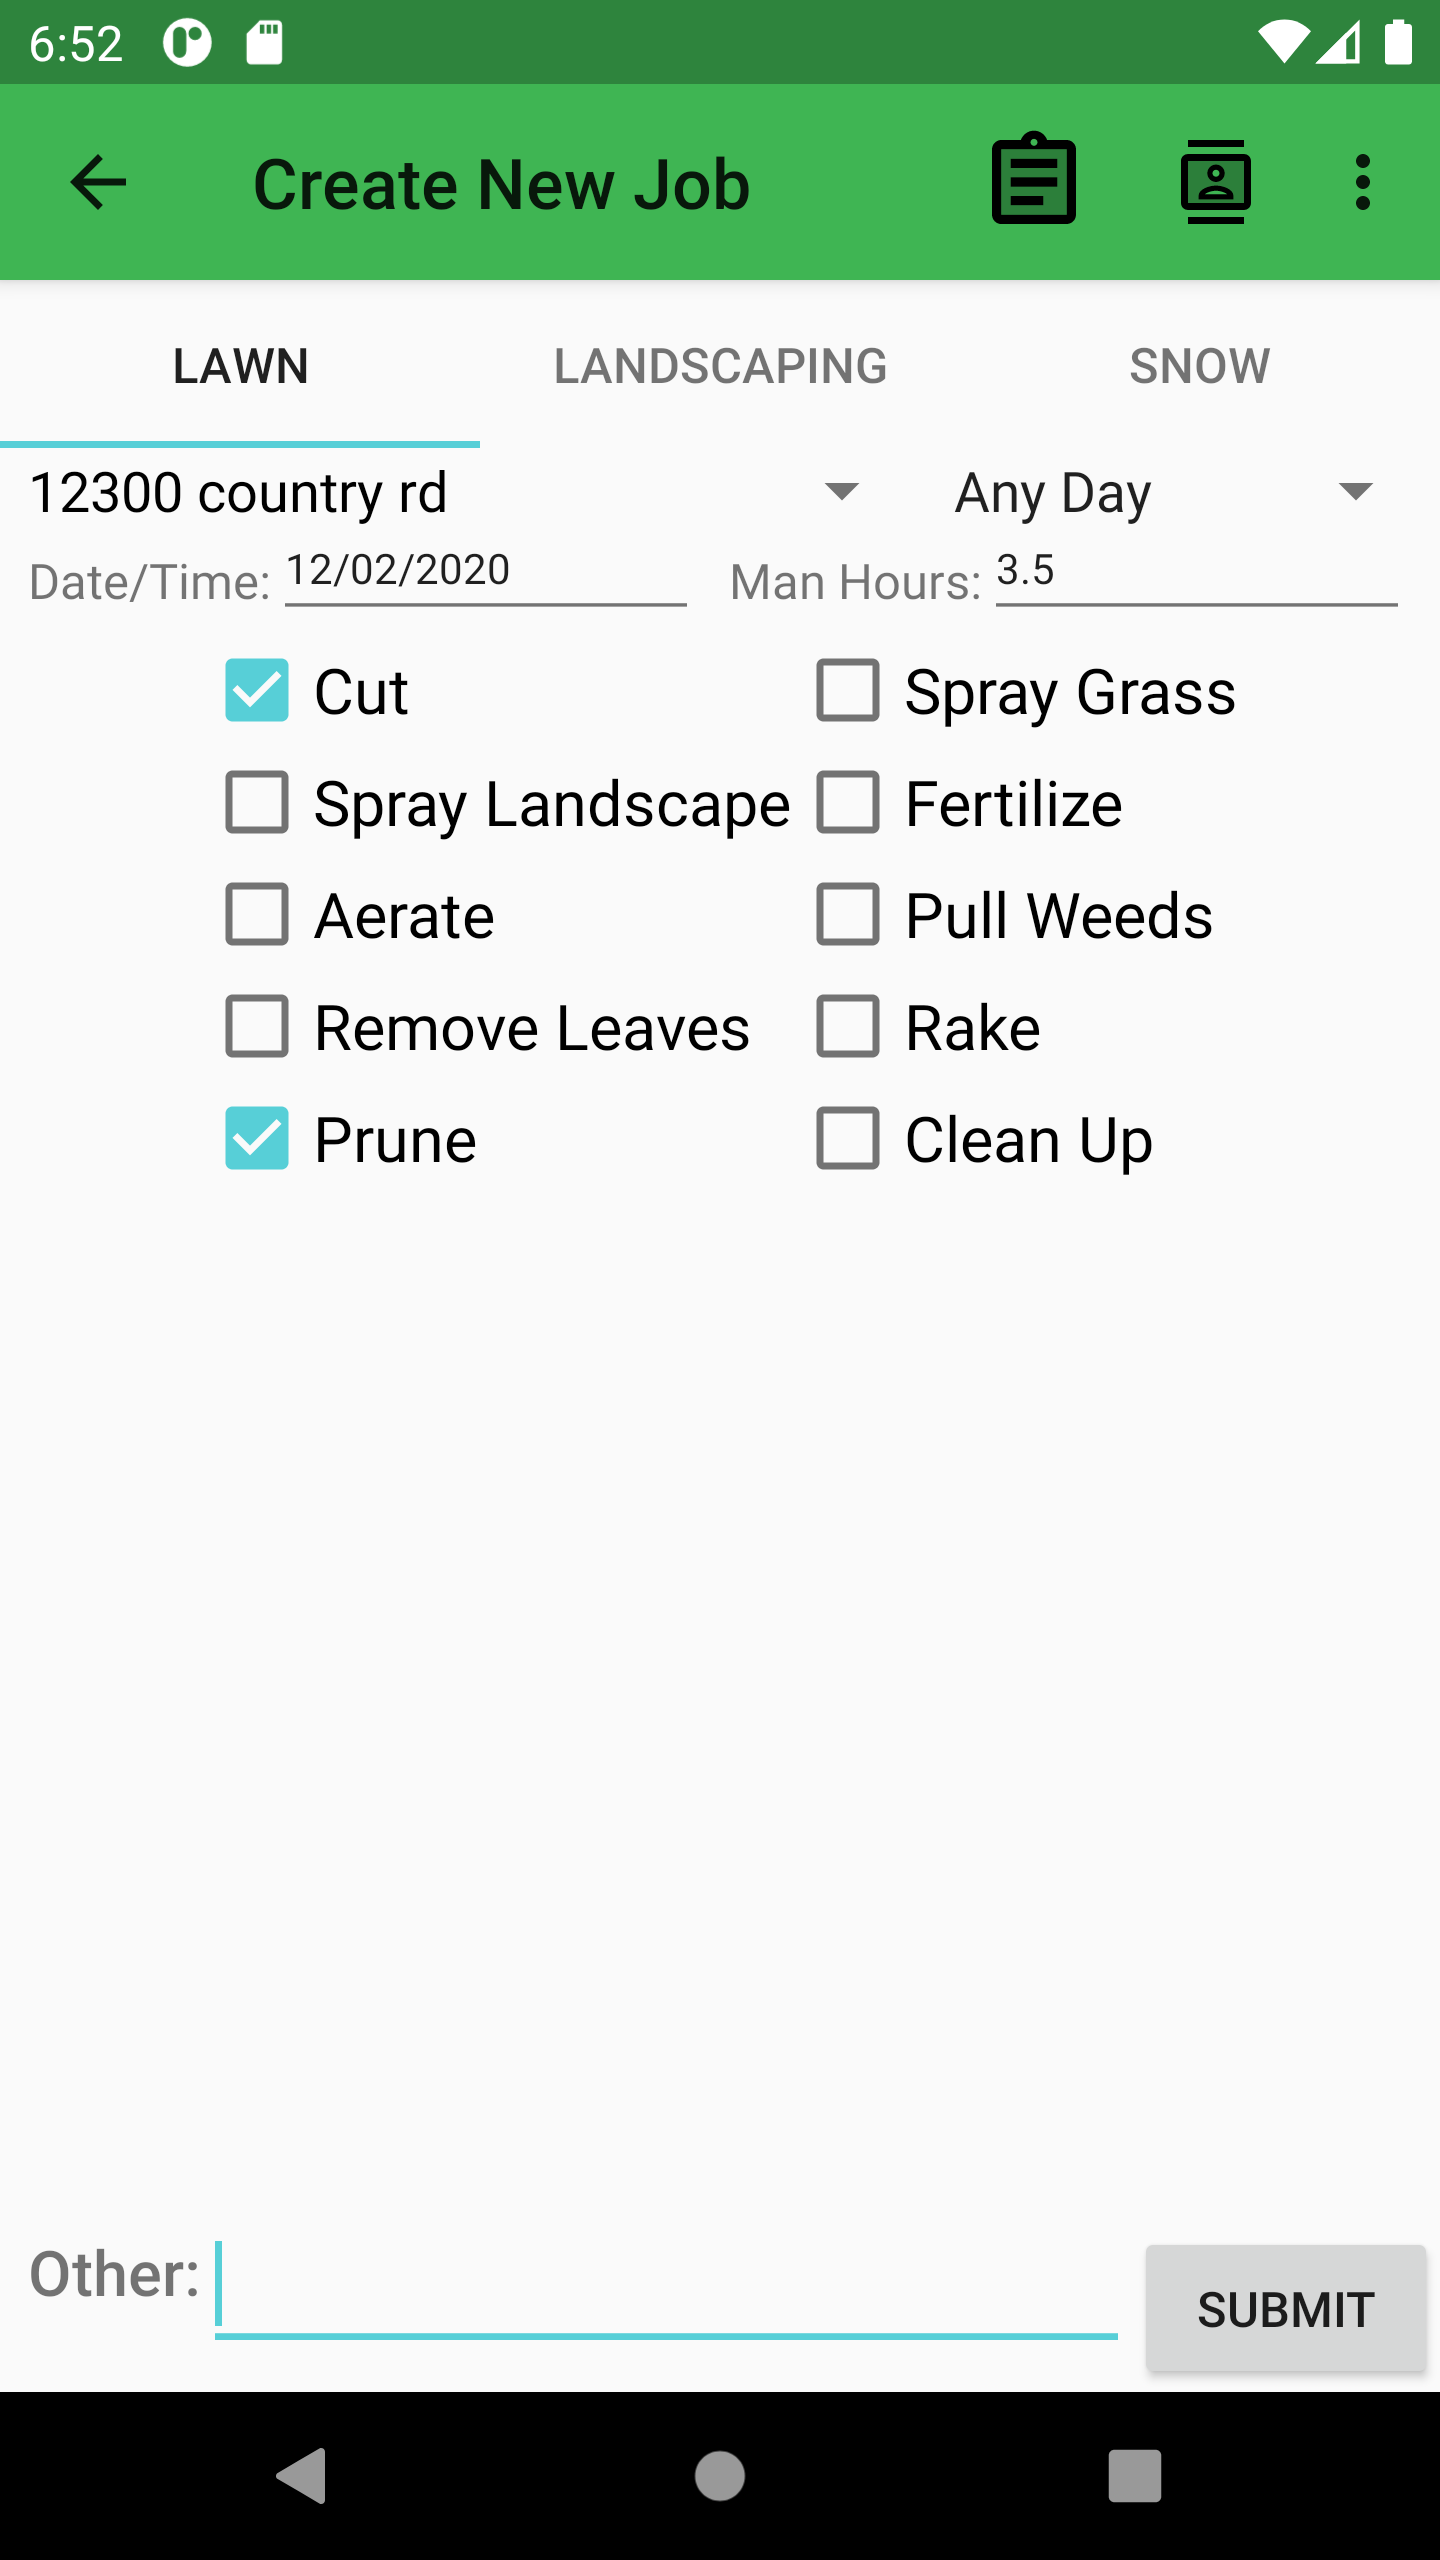 6:52
Create New Job
LAWN LANDSCAPING SNOW
12300 country rd Any Day
Date/Time: 12/02/2020 Man Hours: 3.5
Cut Spray Grass
Spray Landscape Fertilize
Aerate Pull Weeds
Remove Leaves Rake
Prune Clean Up
Other: SUBMIT